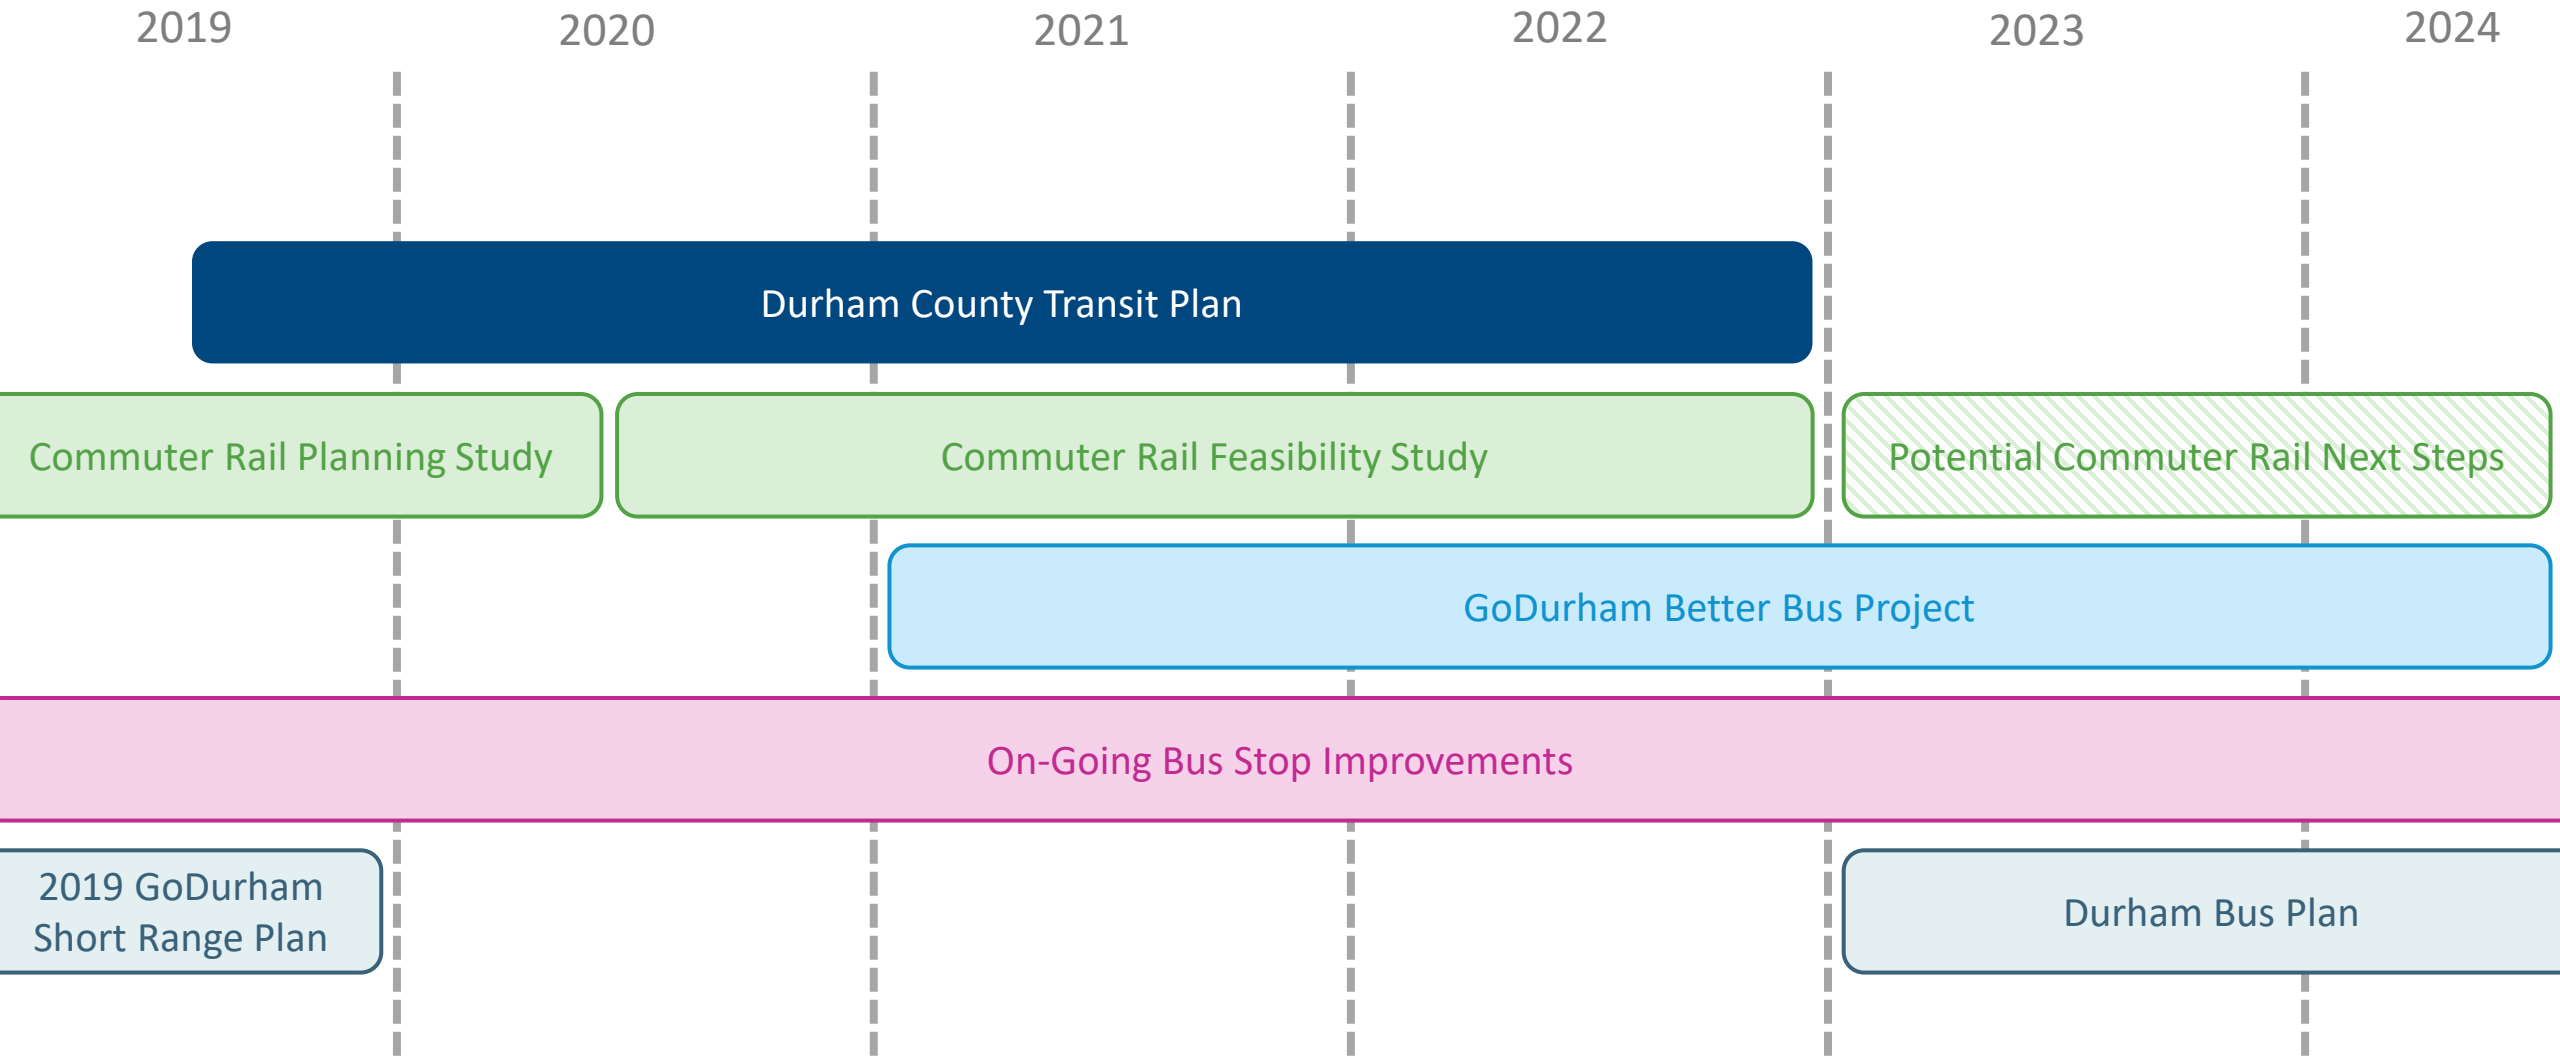 2019
2020
2021
2022
2023
2024
Durham County Transit Plan
Commuter Rail Planning Study
Commuter Rail Feasibility Study
Potential Commuter Rail Next Steps
GoDurham Better Bus Project
On-Going Bus Stop Improvements
2019 GoDurham
Short Range Plan
Durham Bus Plan